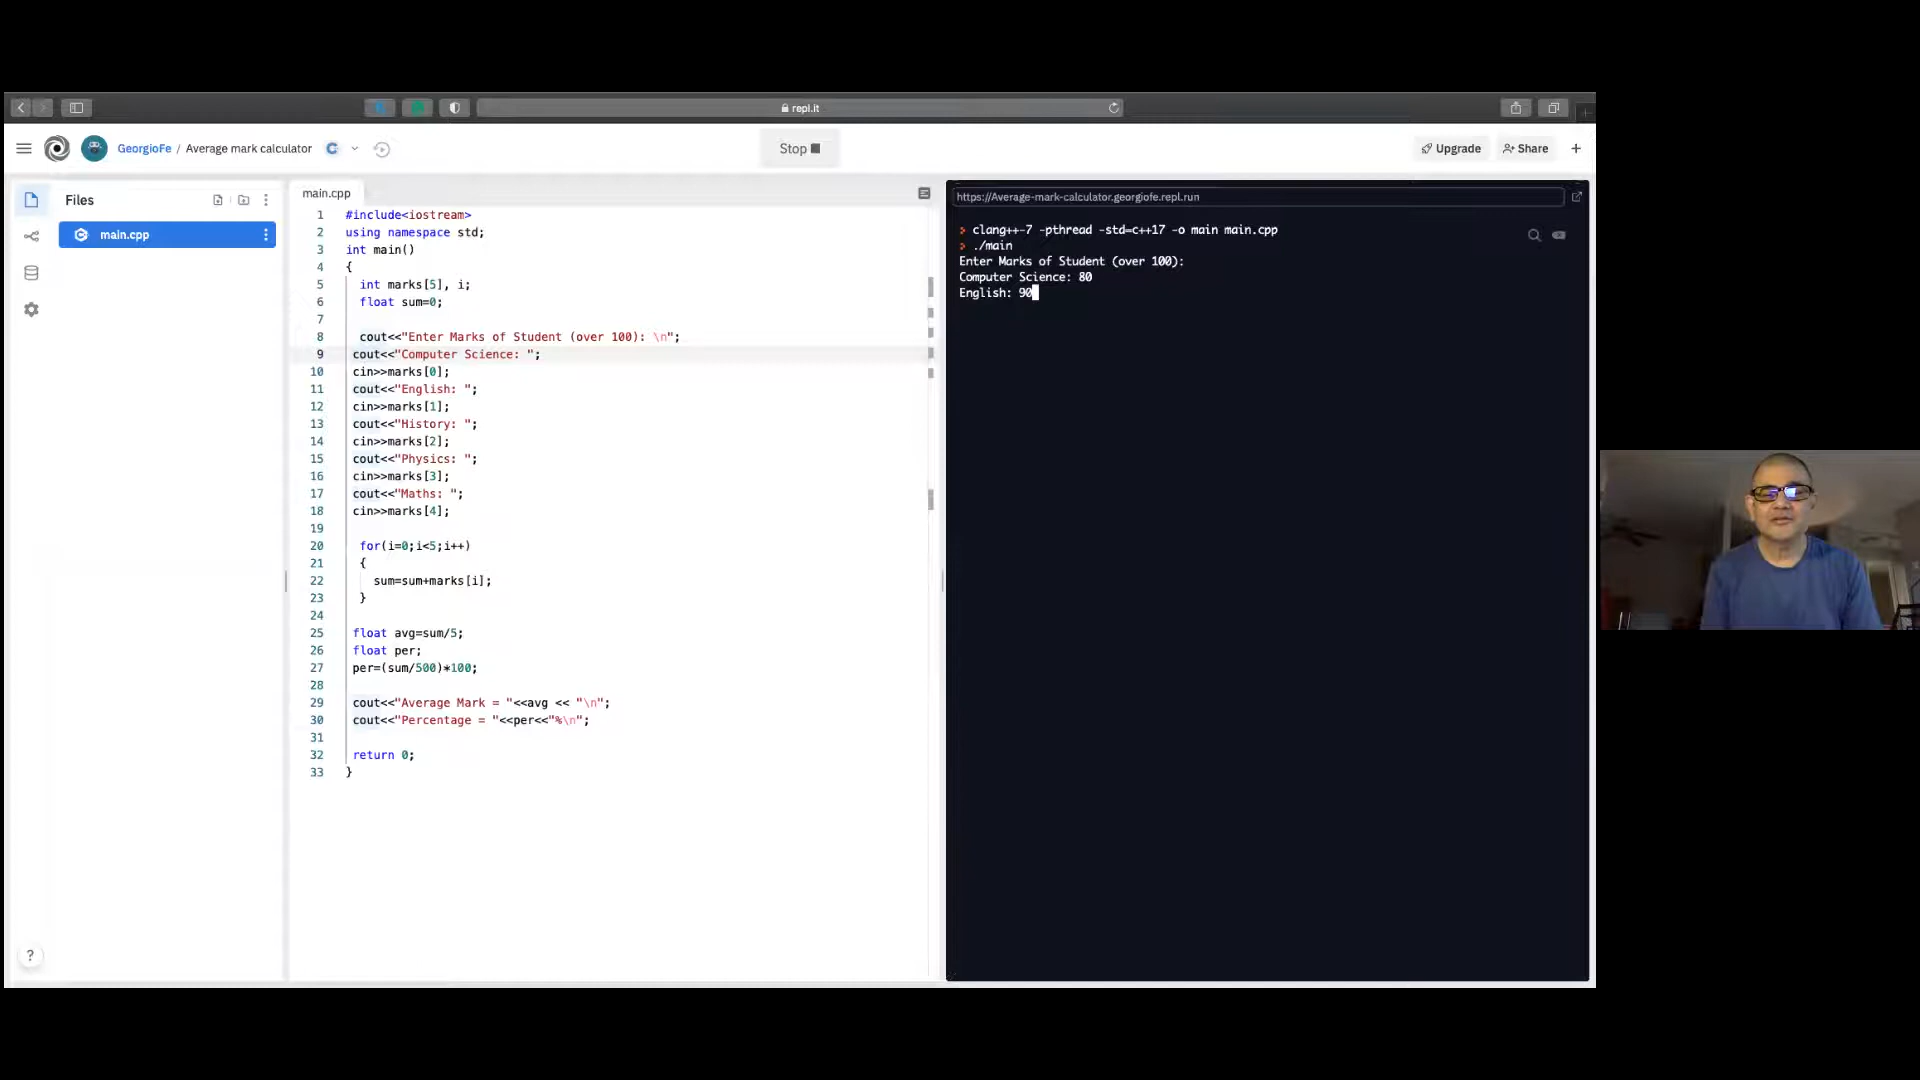 repl.it
GeorgioFe / Average mark calculator
Stop
Upgrade
Share
+
Files
main.cpp
?
main.cpp
1 #include<iostream>
2 using namespace std;
3 int main()
4 {
5 int marks[5], i;
6 float sum=0;
7
8 cout<<"Enter Marks of Student (over 100): \n";
9 cout<<"Computer Science: ";
10 cin>>marks[0];
11 cout<<"English: ";
12 cin>>marks[1];
13 cout<<"History: ";
14 cin>>marks[2];
15 cout<<"Physics: ";
16 cin>>marks[3];
17 cout<<"Maths: ";
18 cin>>marks[4];
19
20 for(i=0;i<5;i++)
21 {
22 sum=sum+marks[i];
23 }
24
25 float avg=sum/5;
26 float per;
27 per=(sum/500)*100;
28
29 cout<<"Average Mark = "<<avg << "\n";
30 cout<<"Percentage = "<<per<<"%\n";
31
32 return 0;
33 }
https://Average-mark-calculator.georgiofe.repl.run
> clang++-7 -pthread -std=c++17 -o main main.cpp
> ./main
Enter Marks of Student (over 100):
Computer Science: 80
English: 90